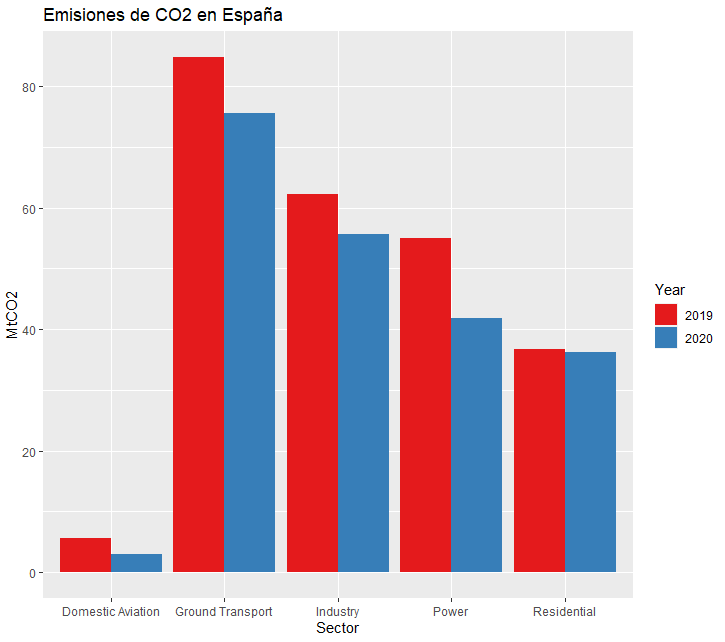 Emisiones de CO2 en España
MtCO2
80
60
40
20
0
Domestic Aviation
Ground Transport
Industry
Power
Residential
Sector
Year
2019
2020